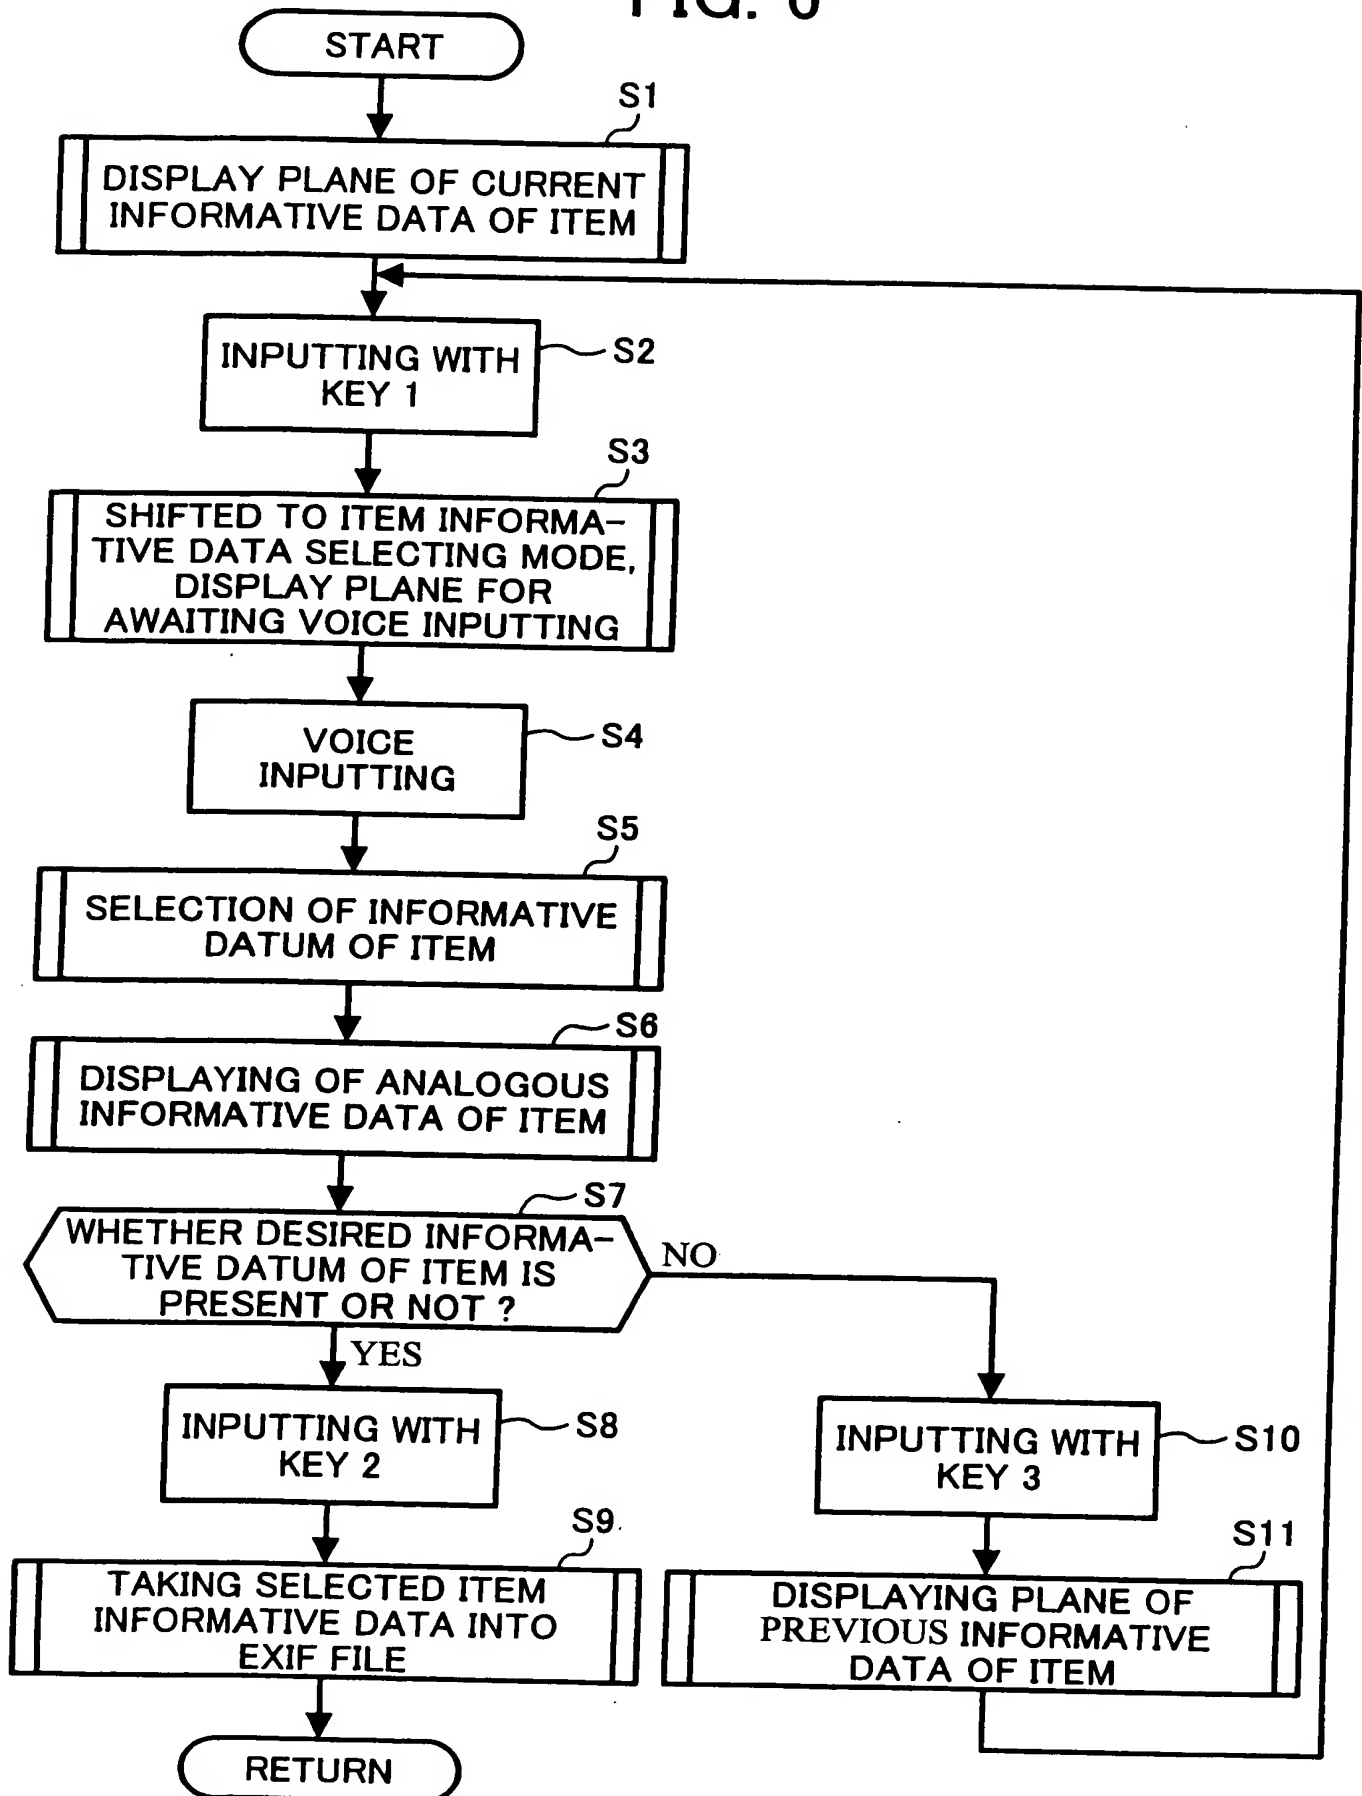 FIG. 6
START
S1
DISPLAY PLANE OF CURRENT
INFORMATIVE DATA OF ITEM
INPUTTING WITH
KEY 1
S2
S3
SHIFTED TO ITEM INFORMA-
TIVE DATA SELECTING MODE,
DISPLAY PLANE FOR
AWAITING VOICE INPUTTING
VOICE
INPUTTING
S4
S5
SELECTION OF INFORMATIVE
DATUM OF ITEM
S6
DISPLAYING OF ANALOGOUS
INFORMATIVE DATA OF ITEM
S7
WHETHER DESIRED INFORMA-
TIVE DATUM OF ITEM IS
PRESENT OR NOT ?
NO
YES
INPUTTING WITH
KEY 2
S8
S9
TAKING SELECTED ITEM
INFORMATIVE DATA INTO
EXIF FILE
RETURN
INPUTTING WITH
KEY 3
S10
S11
DISPLAYING PLANE OF
PREVIOUS INFORMATIVE
DATA OF ITEM